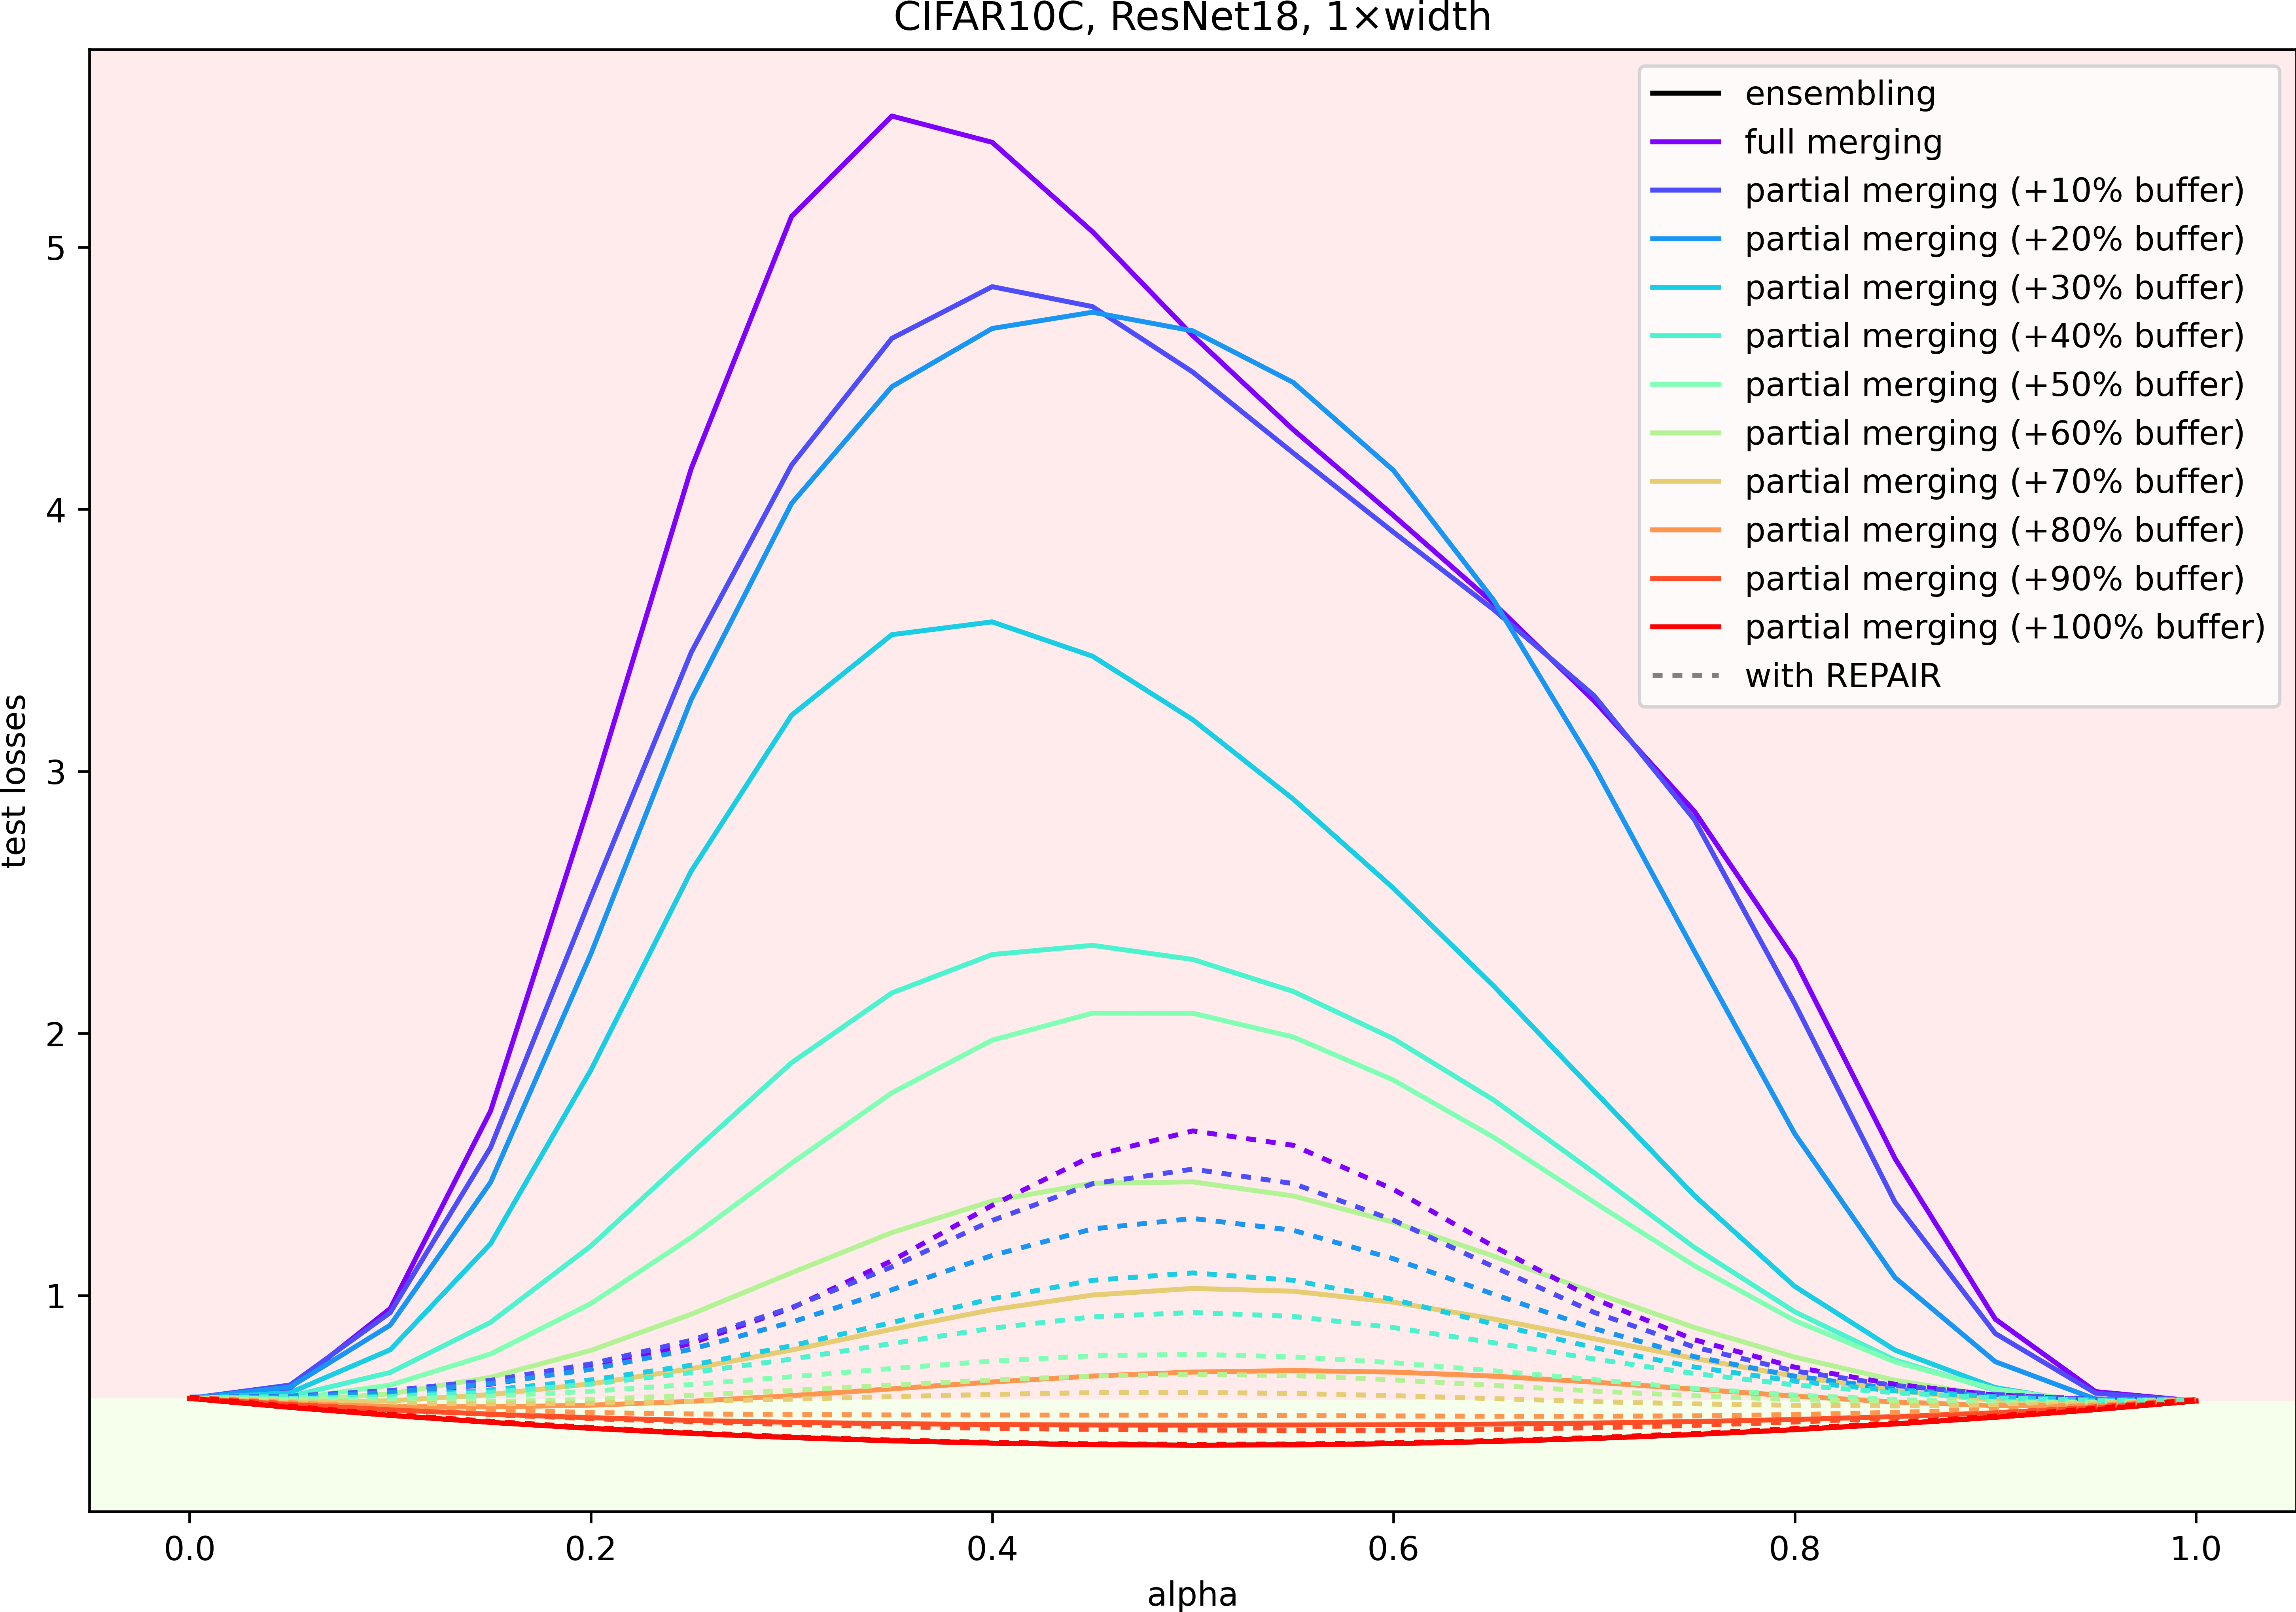 CIFAR10C, ResNet18, 1×width
test losses
5
4
3
2
1
ensembling
full merging
partial merging (+10% buffer)
partial merging (+20% buffer)
partial merging (+30% buffer)
partial merging (+40% buffer)
partial merging (+50% buffer)
partial merging (+60% buffer)
partial merging (+70% buffer)
partial merging (+80% buffer)
partial merging (+90% buffer)
partial merging (+100% buffer)
with REPAIR
0.0 0.2 0.4 0.6 0.8 1.0
alpha